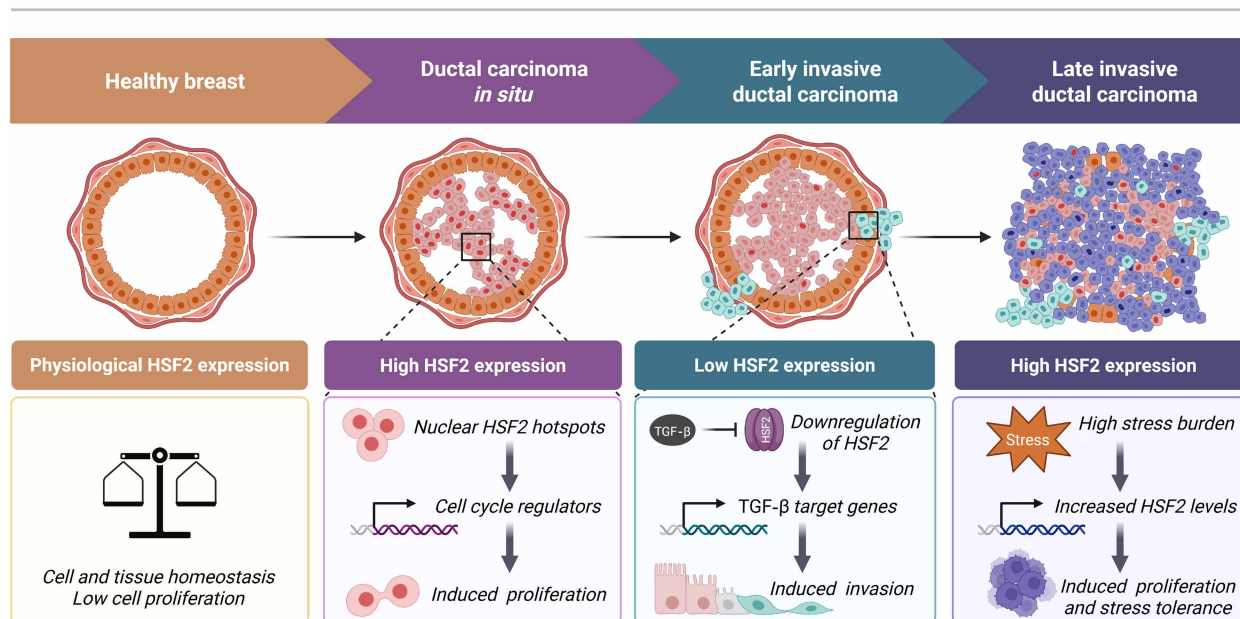 Healthy breast
Ductal carcinoma
in situ
Early invasive
ductal carcinoma
Late invasive
ductal carcinoma
Physiological HSF2 expression
High HSF2 expression
Low HSF2 expression
High HSF2 expression
Cell and tissue homeostasis
Low cell proliferation
Nuclear HSF2 hotspots
Cell cycle regulators
Induced proliferation
TGF-β
HSF2
Downregulation
of HSF2
TGF-β target genes
Induced invasion
Stress
High stress burden
Increased HSF2 levels
Induced proliferation
and stress tolerance